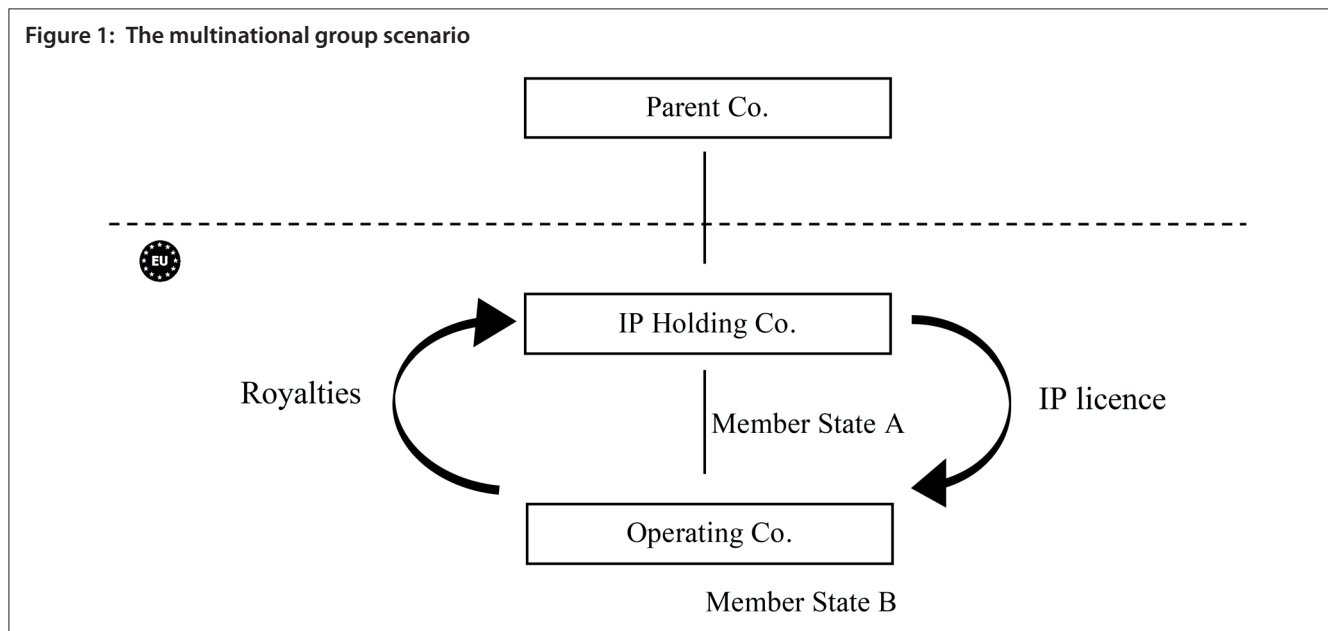 Figure 1: The multinational group scenario
Parent Co.
EU
IP Holding Co.
Royalties
IP licence
Member State A
Operating Co.
Member State B